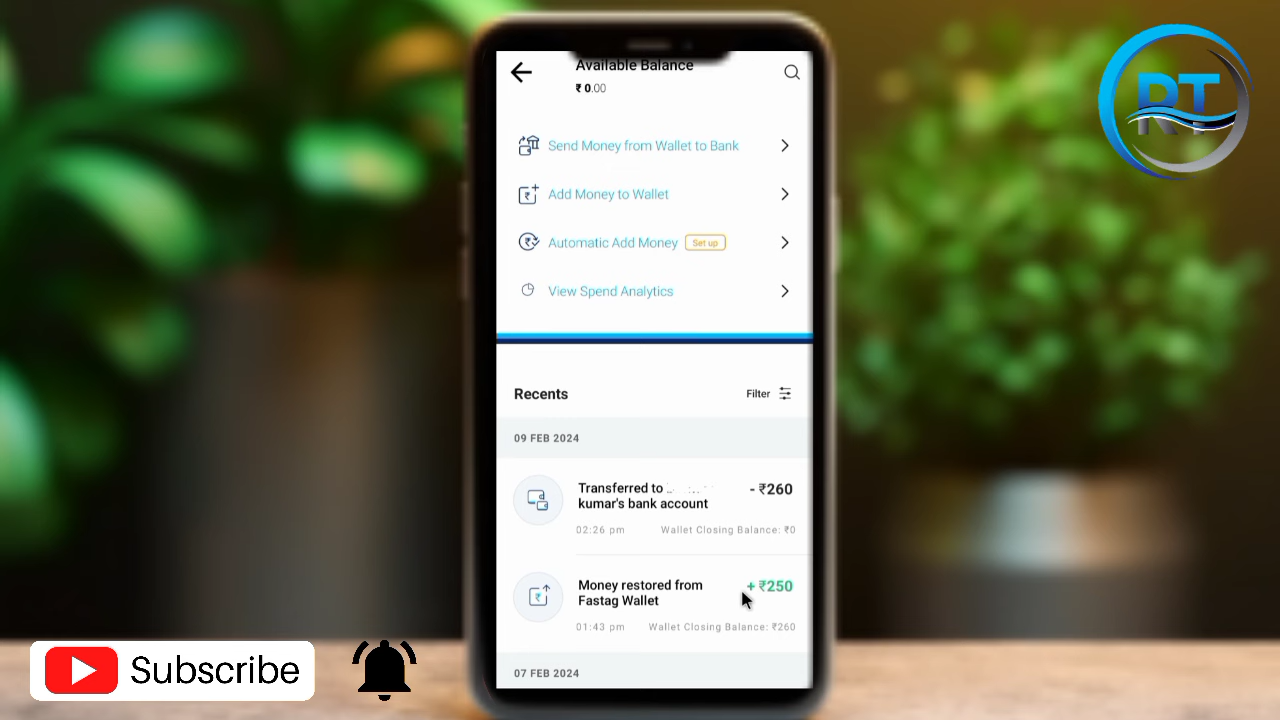 Available Balance
₹ 0.00
Send Money from Wallet to Bank
Add Money to Wallet
Automatic Add Money Set up
View Spend Analytics
Recents
Filter
09 FEB 2024
Transferred to
kumar's bank account
- ₹260
02:26 pm
Wallet Closing Balance: ₹0
Money restored from
Fastag Wallet
+ ₹250
01:43 pm
Wallet Closing Balance: ₹260
07 FEB 2024
RT
Subscribe